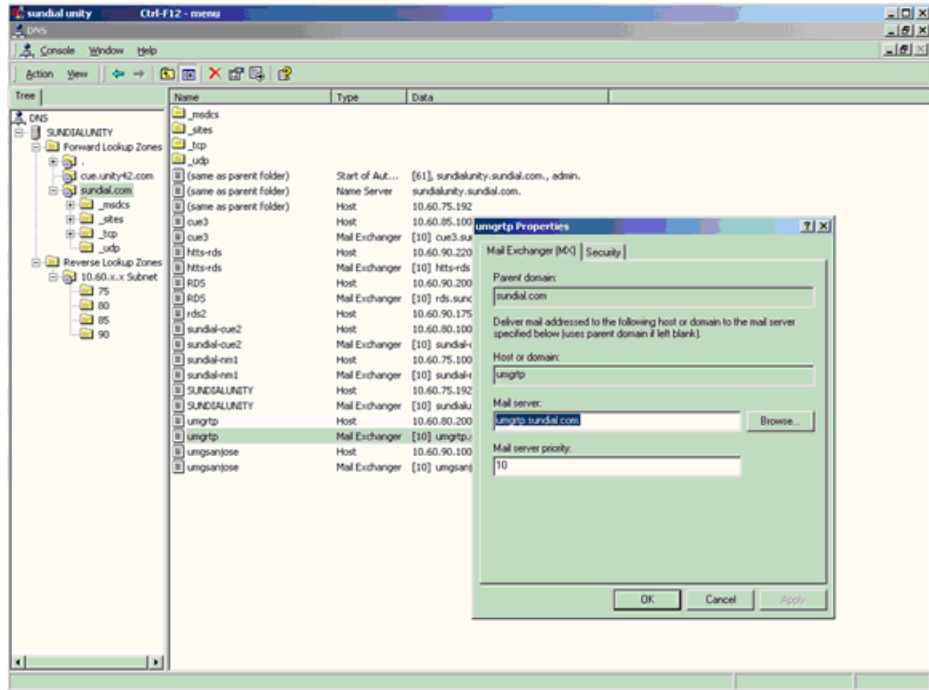 sundial unity Ctrl-F12 - menu
DNS
Console Window Help
Action View
Tree
Name Type Data
DNS
SUNDIALUNITY
Forward Lookup Zones
.
cue.unity42.com
sundial.com
_msdcs
_sites
_tcp
_udp
Reverse Lookup Zones
10.60.x.x Subnet
75
80
85
90
_msdcs
_sites
_tcp
_udp
(same as parent folder) Start of Aut... [61], sundialunity.sundial.com., admin.
(same as parent folder) Name Server sundialunity.sundial.com.
(same as parent folder) Host 10.60.75.192
cue3 Host 10.60.85.100
cue3 Mail Exchanger [10] cue3.su
htts-rds Host 10.60.90.220
htts-rds Mail Exchanger [10] htts-rds
RDS Host 10.60.90.200
RDS Mail Exchanger [10] rds.sund
rds2 Host 10.60.90.175
sundial-cue2 Host 10.60.80.100
sundial-cue2 Mail Exchanger [10] sundial-
sundial-nm1 Host 10.60.75.100
sundial-nm1 Mail Exchanger [10] sundial-
SUNDIALUNITY Host 10.60.75.192
SUNDIALUNITY Mail Exchanger [10] sundialu
umgrtp Host 10.60.80.200
umgrtp Mail Exchanger [10] umgrtp.
umgsanjose Host 10.60.90.100
umgsanjose Mail Exchanger [10] umgsanj
umgrtp Properties
Mail Exchanger (MX) Security
Parent domain:
sundial.com
Deliver mail addressed to the following host or domain to the mail server
specified below (uses parent domain if left blank).
Host or domain:
umgrtp
Mail server:
umgrtp.sundial.com. Browse...
Mail server priority:
10
OK Cancel Apply